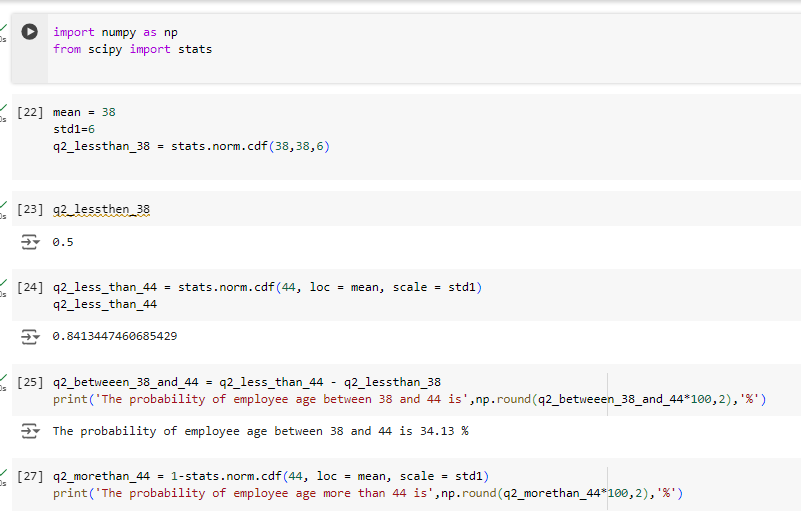 import numpy as np
from scipy import stats
[22] mean = 38
std1=6
q2_lessthan_38 = stats.norm.cdf(38,38,6)
[23] q2_lessthen_38
0.5
[24] q2_less_than_44 = stats.norm.cdf(44, loc = mean, scale = std1)
q2_less_than_44
0.8413447460685429
[25] q2_betweeen_38_and_44 = q2_less_than_44 - q2_lessthan_38
print('The probability of employee age between 38 and 44 is',np.round(q2_betweeen_38_and_44*100,2),'%')
The probability of employee age between 38 and 44 is 34.13 %
[27] q2_morethan_44 = 1-stats.norm.cdf(44, loc = mean, scale = std1)
print('The probability of employee age more than 44 is',np.round(q2_morethan_44*100,2),'%')